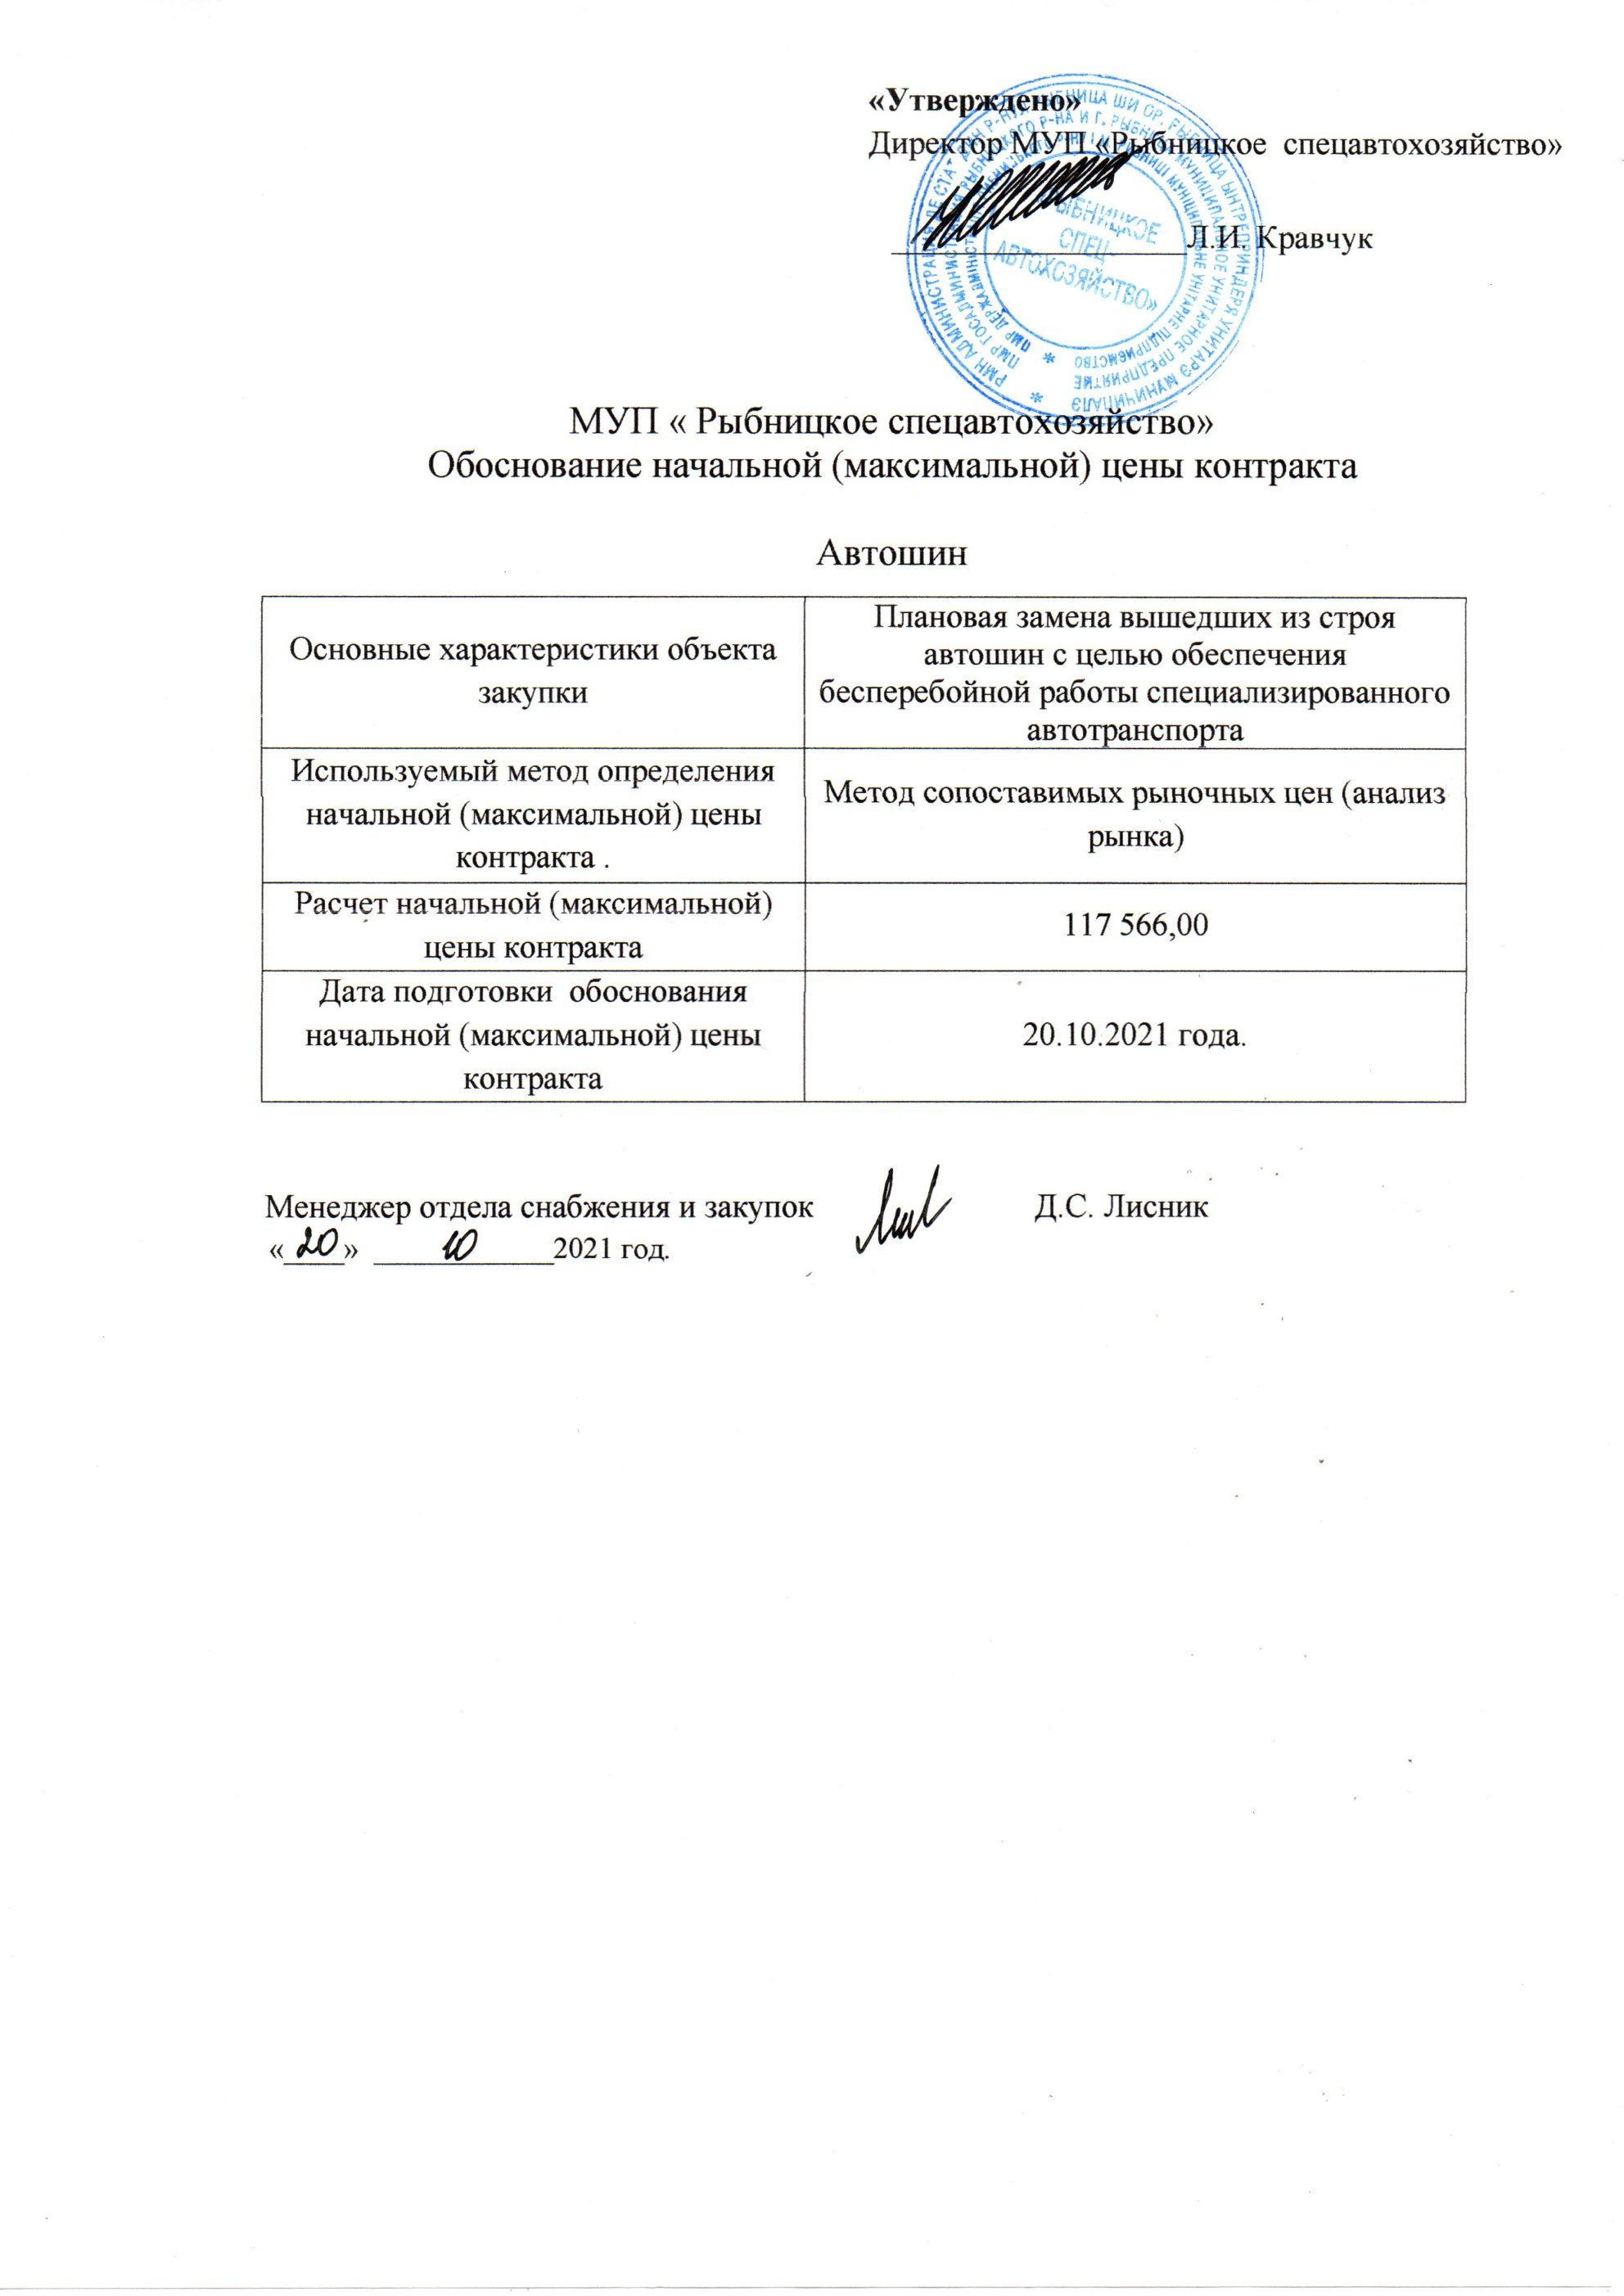 «Утверждено»
Директор МУП «Рыбницкое спецавтохозяйство»
Л.И. Кравчук
РЫБНИЦКОЕ
СПЕЦ-
АВТОХОЗЯЙСТВО»
МУП « Рыбницкое спецавтохозяйство»
Обоснование начальной (максимальной) цены контракта
Автошин
Основные характеристики объекта
закупки
Плановая замена вышедших из строя
автошин с целью обеспечения
бесперебойной работы специализированного
автотранспорта
Используемый метод определения
начальной (максимальной) цены
контракта .
Метод сопоставимых рыночных цен (анализ
рынка)
Расчет начальной (максимальной)
цены контракта
117 566,00
Дата подготовки обоснования
начальной (максимальной) цены
контракта
20.10.2021 года.
Менеджер отдела снабжения и закупок Д.С. Лисник
«20» 10 2021 год.